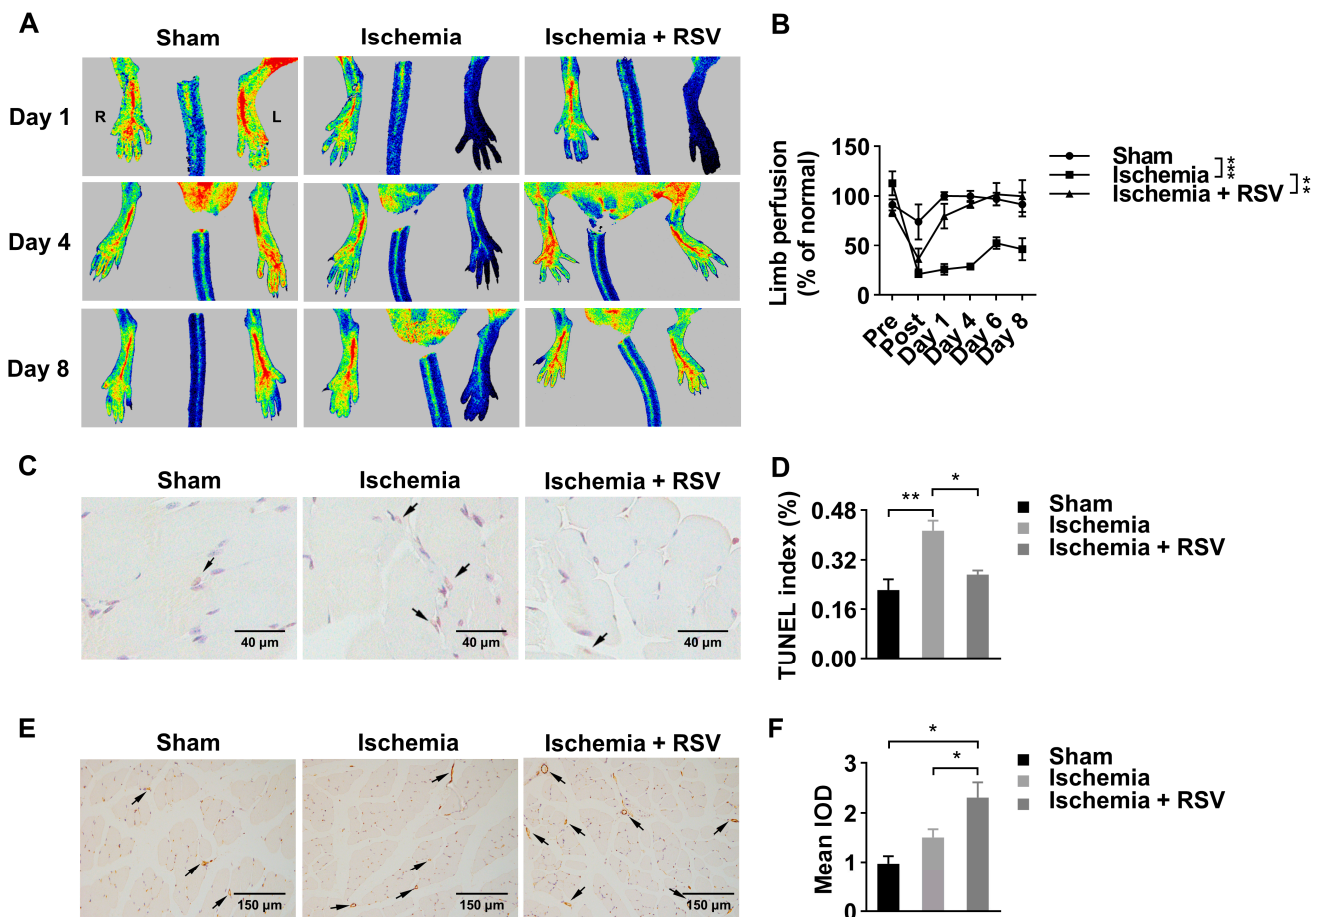 A
Sham
Ischemia
Ischemia + RSV
Day 1
R
L
Day 4
Day 8
B
Limb perfusion
(% of normal)
150
100
50
0
Pre
Post
Day 1
Day 4
Day 6
Day 8
Sham
Ischemia
Ischemia + RSV
***
**
C
Sham
Ischemia
Ischemia + RSV
40 µm
40 µm
40 µm
D
TUNEL index (%)
0.48
0.32
0.16
0.00
**
*
Sham
Ischemia
Ischemia + RSV
E
Sham
Ischemia
Ischemia + RSV
150 µm
150 µm
150 µm
F
Mean IOD
3
2
1
0
*
*
Sham
Ischemia
Ischemia + RSV